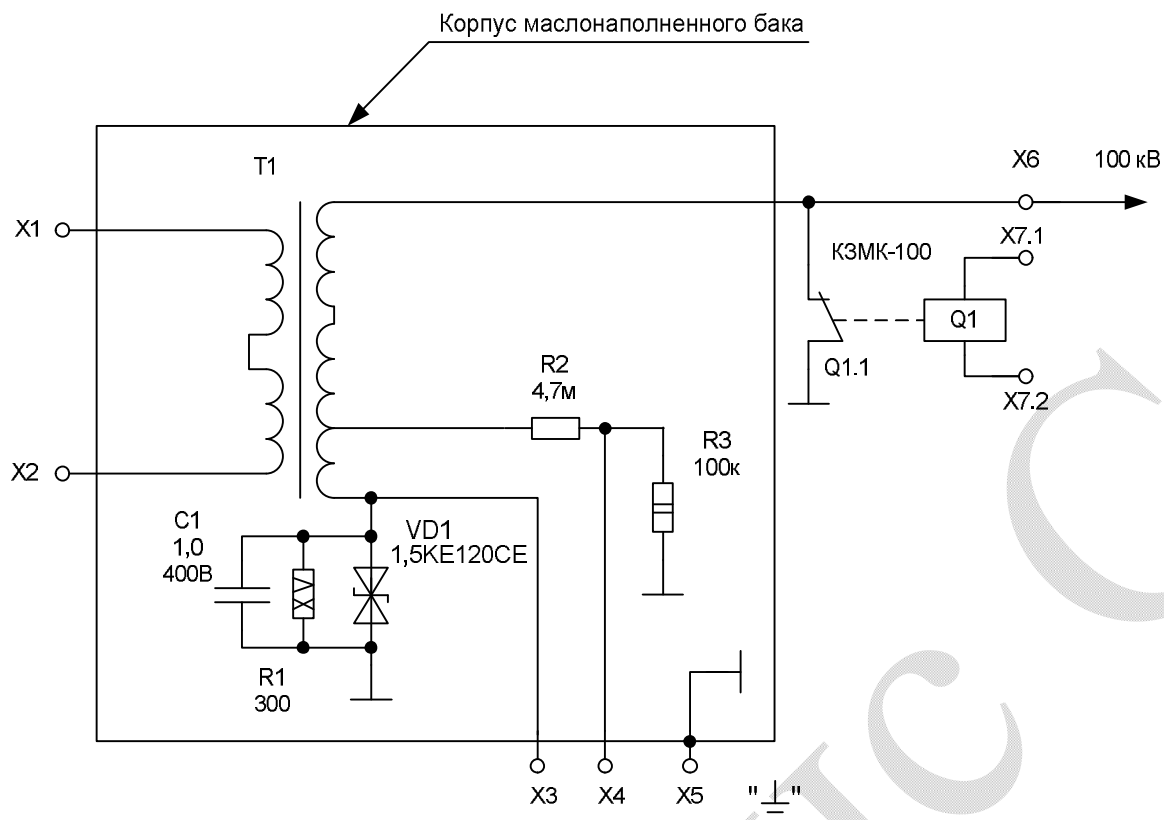 Корпус маслонаполненного бака
T1
X6
100 кВ
X1
X7.1
КЗМК-100
Q1
R2
4,7м
Q1.1
X7.2
R3
100к
X2
C1
1,0
400В
VD1
1,5KE120CE
R1
300
X3
X4
X5
" "